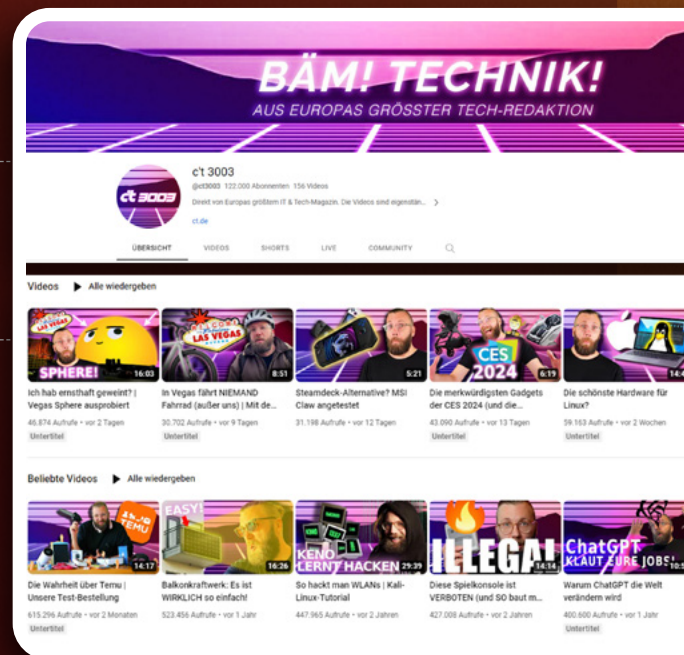 BÄM! TECHNIK!
AUS EUROPAS GRÖSSTER TECH-REDAKTION
c't 3003
c't 3003
@ct3003 122.000 Abonnenten 156 Videos
Direkt von Europas größtem IT & Tech-Magazin. Die Videos sind eigenstän...
ct.de
ÜBERSICHT VIDEOS SHORTS LIVE COMMUNITY
Videos Alle wiedergeben
WELCOME LAS VEGAS
SPHERE!
16:03
WELCOME LAS VEGAS
8:51
5:21
CES 2024
6:19
14:4
Ich hab ernsthaft geweint? |
Vegas Sphere ausprobiert
46.874 Aufrufe • vor 2 Tagen
Untertitel
In Vegas fährt NIEMAND
Fahrrad (außer uns) | Mit de...
30.702 Aufrufe • vor 9 Tagen
Untertitel
Steamdeck-Alternative? MSI
Claw angetestet
31.198 Aufrufe • vor 12 Tagen
Die merkwürdigsten Gadgets
der CES 2024 (und die...
43.090 Aufrufe • vor 13 Tagen
Untertitel
Die schönste Hardware für
Linux?
59.163 Aufrufe • vor 2 Wochen
Untertitel
Beliebte Videos Alle wiedergeben
TEMU
14:17
EASY!
16:26
KENO
LERNT HACKEN
29:39
ILLEGAL
14:14
ChatGPT
KLAUT EURE JOBS!
10:5
Die Wahrheit über Temu |
Unsere Test-Bestellung
615.296 Aufrufe • vor 2 Monaten
Untertitel
Balkonkraftwerk: Es ist
WIRKLICH so einfach!
523.456 Aufrufe • vor 1 Jahr
So hackt man WLANs | Kali-
Linux-Tutorial
447.965 Aufrufe • vor 2 Jahren
Diese Spielkonsole ist
VERBOTEN (und SO baut m...
427.008 Aufrufe • vor 2 Jahren
Warum ChatGPT die Welt
verändern wird
400.600 Aufrufe • vor 1 Jahr
Untertitel